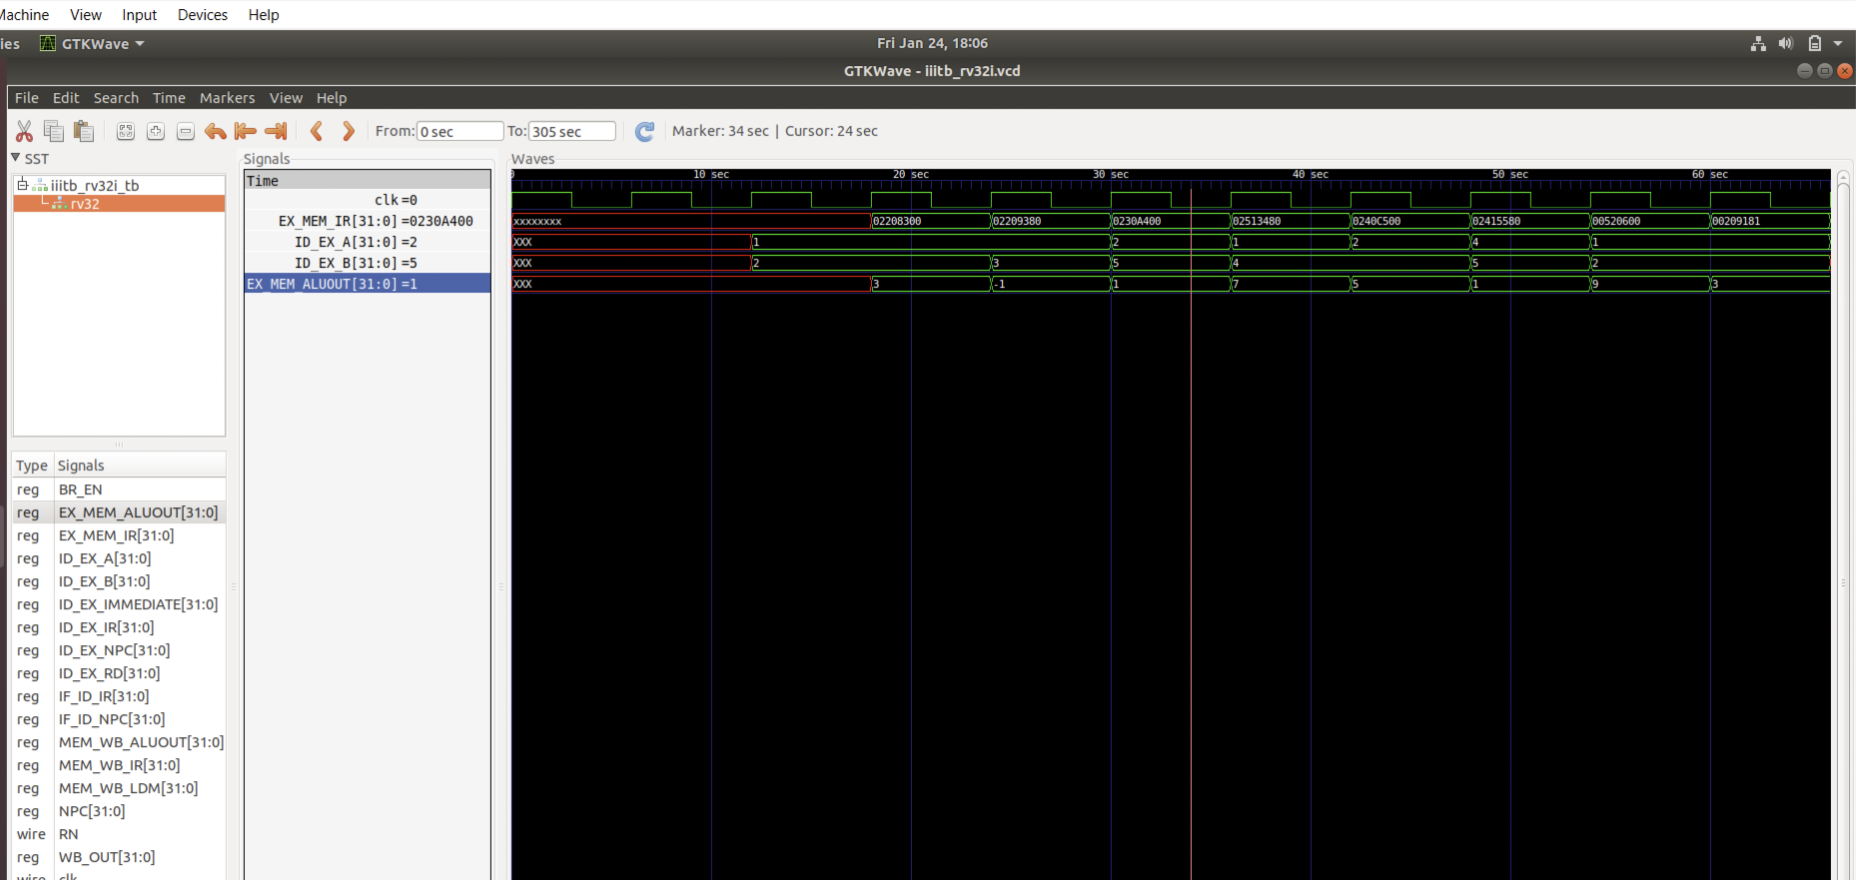 Machine View Input Devices Help
ies GTKWave Fri Jan 24, 18:06
GTKWave - iiitb_rv32i.vcd
File Edit Search Time Markers View Help
From: 0 sec To: 305 sec Marker: 34 sec | Cursor: 24 sec
SST
iiitb_rv32i_tb
rv32
Type Signals
reg BR_EN
reg EX_MEM_ALUOUT[31:0]
reg EX_MEM_IR[31:0]
reg ID_EX_A[31:0]
reg ID_EX_B[31:0]
reg ID_EX_IMMEDIATE[31:0]
reg ID_EX_IR[31:0]
reg ID_EX_NPC[31:0]
reg ID_EX_RD[31:0]
reg IF_ID_IR[31:0]
reg IF_ID_NPC[31:0]
reg MEM_WB_ALUOUT[31:0]
reg MEM_WB_IR[31:0]
reg MEM_WB_LDM[31:0]
reg NPC[31:0]
wire RN
reg WB_OUT[31:0]
wire clk
Signals
Time
clk =0
EX_MEM_IR[31:0] =0230A400
ID_EX_A[31:0] =2
ID_EX_B[31:0] =5
EX_MEM_ALUOUT[31:0] =1
Waves
10 sec 20 sec 30 sec 40 sec 50 sec 60 sec
xxxxxxxx 02208300 02209380 0230A400 02513480 0240C500 02415580 00520600 00209181
XXX 1 2 1 2 4 1
XXX 2 3 5 4 5 2
XXX 3 -1 1 7 5 1 9 3